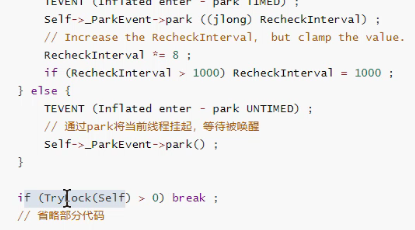 TEVENT (Inflated enter - park TIMED) ;
Self->_ParkEvent->park ((jlong) RecheckInterval) ;
// Increase the RecheckInterval, but clamp the value.
RecheckInterval *= 8 ;
if (RecheckInterval > 1000) RecheckInterval = 1000 ;
} else {
TEVENT (Inflated enter - park UNTIMED) ;
// 通过park将当前线程挂起，等待被唤醒
Self->_ParkEvent->park() ;
}
if (TryLock(Self) > 0) break ;
// 省略部分代码